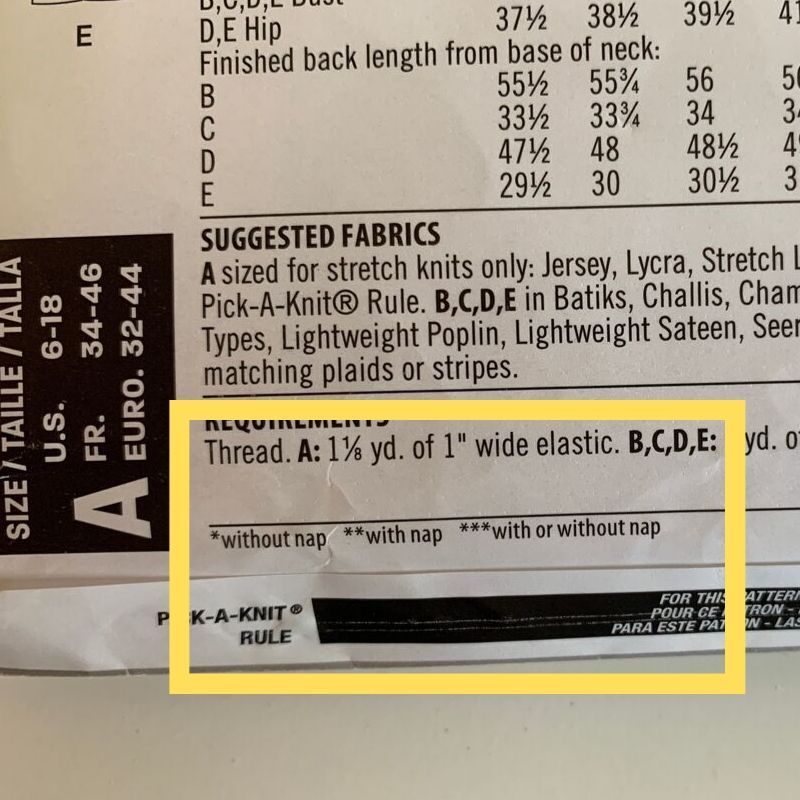 E
D,E Hip 37½ 38½ 39½
Finished back length from base of neck:
B 55½ 55¾ 56
C 33½ 33¾ 34
D 47½ 48 48½
E 29½ 30 30½
SUGGESTED FABRICS
A sized for stretch knits only: Jersey, Lycra, Stretch
Pick-A-Knit® Rule. B,C,D,E in Batiks, Challis,
Types, Lightweight Poplin, Lightweight Sateen,
matching plaids or stripes.
REQUIREMENTS
Thread. A: 1⅛ yd. of 1" wide elastic. B,C,D,E: yd.
*without nap **with nap ***with or without nap
PICK-A-KNIT®
RULE
FOR THIS
POUR CE
PARA ESTE
SIZE / TAILLE / TALLA
A
U.S. 6-18
FR. 34-46
EURO. 32-44